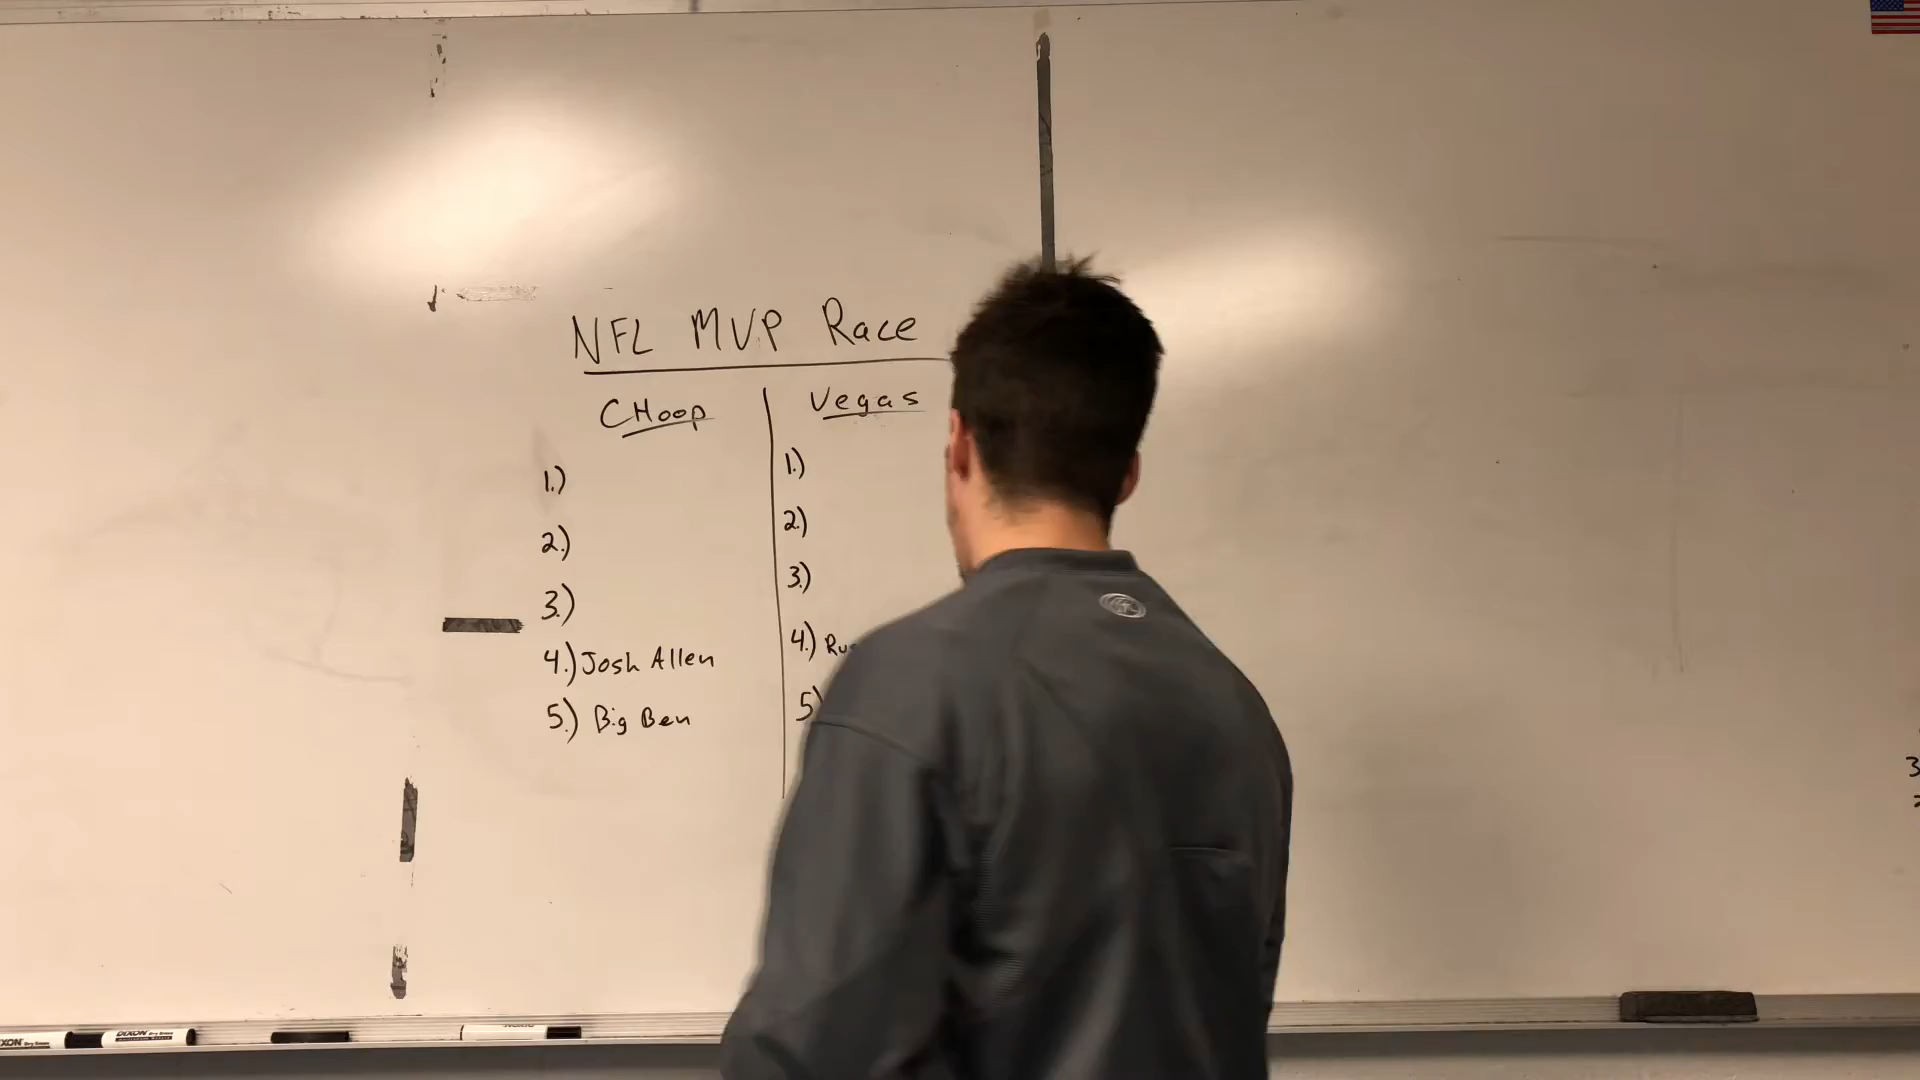 NFL MVP Race
CHoop
1.)
2.)
3.)
4.) Josh Allen
5.) Big Ben
Vegas
1.)
2.)
3.)
4.)
5)
DIXON